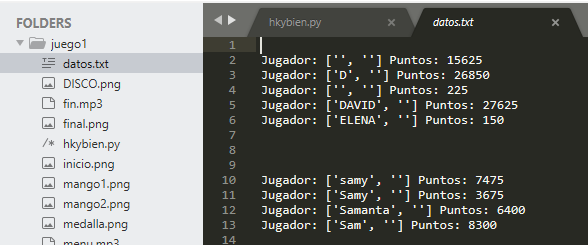 FOLDERS
juego1
datos.txt
DISCO.png
fin.mp3
final.png
hkybien.py
inicio.png
mango1.png
mango2.png
medalla.png
menu.mp3
hkybien.py
datos.txt
1
2 Jugador: ['', ''] Puntos: 15625
3 Jugador: ['D', ''] Puntos: 26850
4 Jugador: ['', ''] Puntos: 225
5 Jugador: ['DAVID', ''] Puntos: 27625
6 Jugador: ['ELENA', ''] Puntos: 150
7
8
9
10 Jugador: ['samy', ''] Puntos: 7475
11 Jugador: ['Samy', ''] Puntos: 3675
12 Jugador: ['Samanta', ''] Puntos: 6400
13 Jugador: ['Sam', ''] Puntos: 8300
14